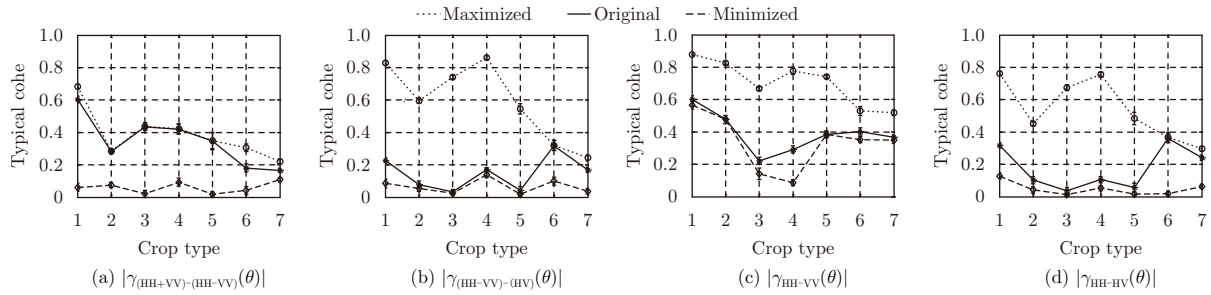 Maximized Original Minimized
1.0 1.0 1.0 1.0
0.8 0.8 0.8 0.8
0.6 0.6 0.6 0.6
0.4 0.4 0.4 0.4
0.2 0.2 0.2 0.2
0 0 0 0
Typical cohe Typical cohe Typical cohe Typical cohe
1 2 3 4 5 6 7 1 2 3 4 5 6 7 1 2 3 4 5 6 7 1 2 3 4 5 6 7
Crop type Crop type Crop type Crop type
(a) |γ(HH+VV)-(HH-VV)(θ)| (b) |γ(HH-VV)-(HV)(θ)| (c) |γHH-VV(θ)| (d) |γHH-HV(θ)|